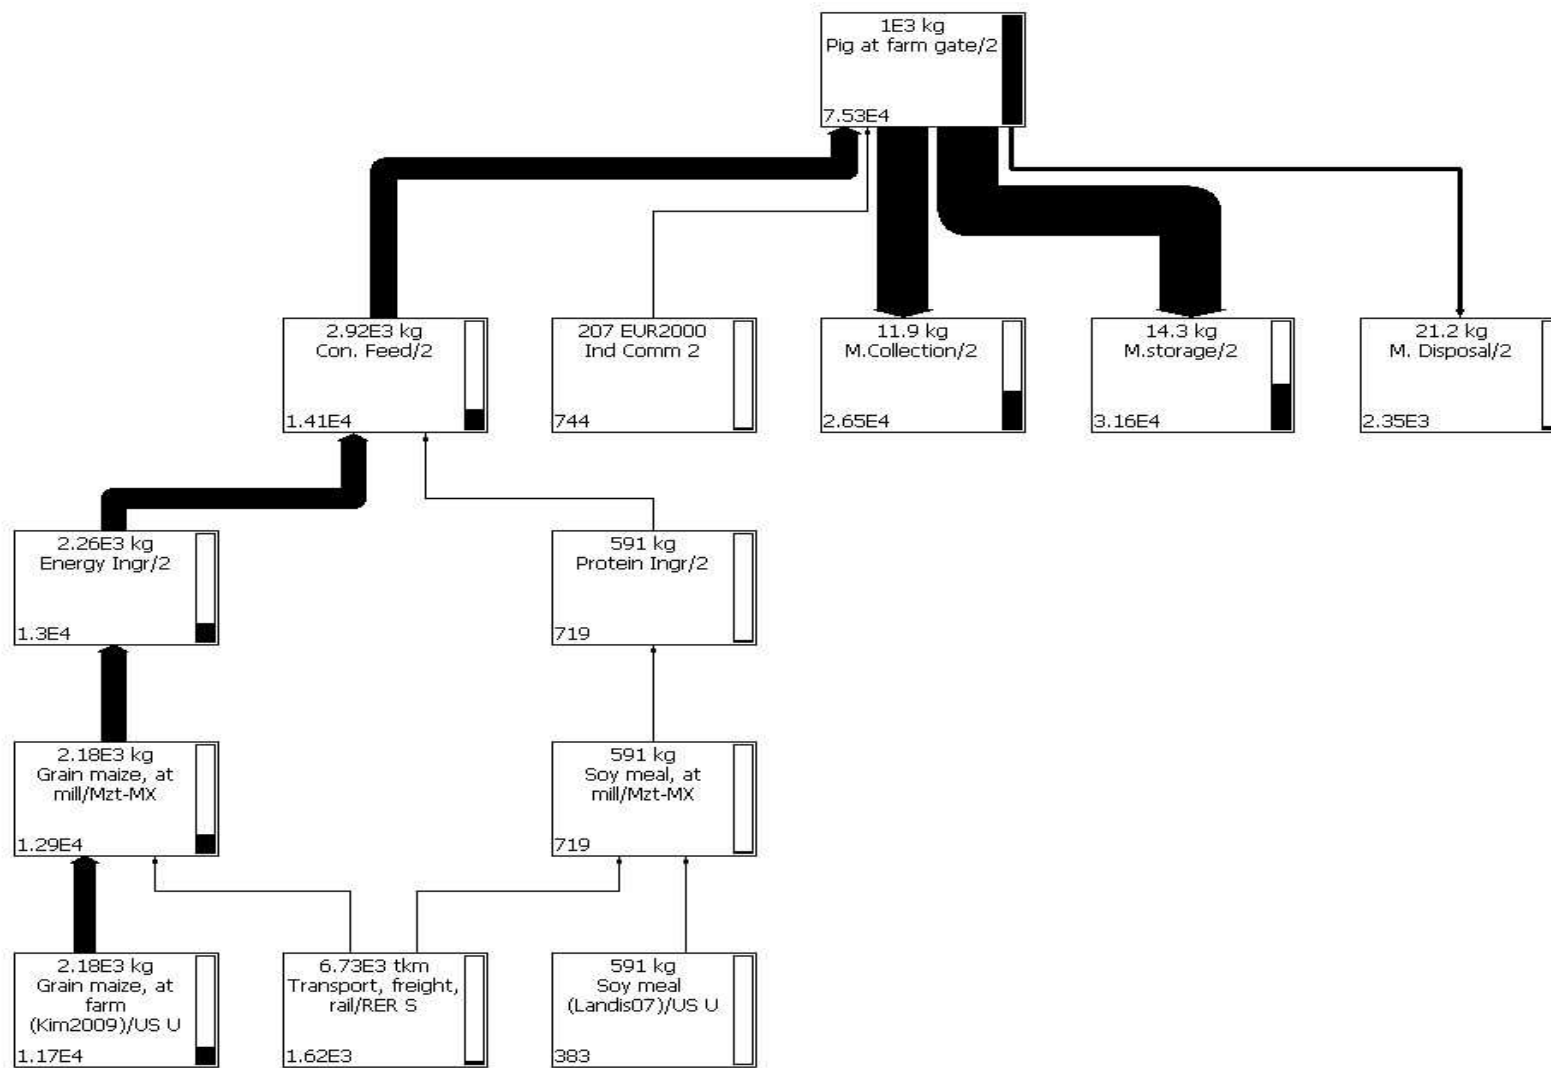 1E3 kg
Pig at farm gate/2
7.53E4
2.92E3 kg
Con. Feed/2
1.41E4
207 EUR2000
Ind Comm 2
744
11.9 kg
M.Collection/2
2.65E4
14.3 kg
M.storage/2
3.16E4
21.2 kg
M. Disposal/2
2.35E3
2.26E3 kg
Energy Ingr/2
1.3E4
591 kg
Protein Ingr/2
719
2.18E3 kg
Grain maize, at
mill/Mzt-MX
1.29E4
591 kg
Soy meal, at
mill/Mzt-MX
719
2.18E3 kg
Grain maize, at
farm
(Kim2009)/US U
1.17E4
6.73E3 tkm
Transport, freight,
rail/RER S
1.62E3
591 kg
Soy meal
(Landis07)/US U
383